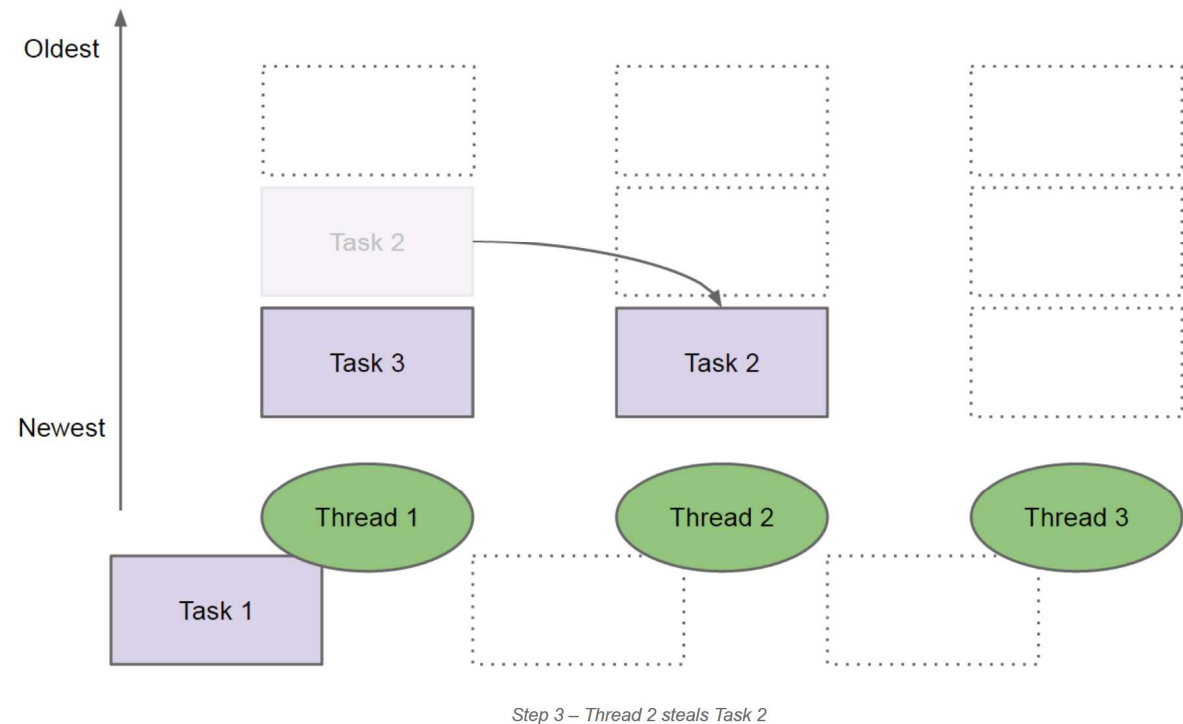 Oldest
Task 2
Task 3
Task 2
Newest
Thread 1
Thread 2
Thread 3
Task 1
Step 3 – Thread 2 steals Task 2